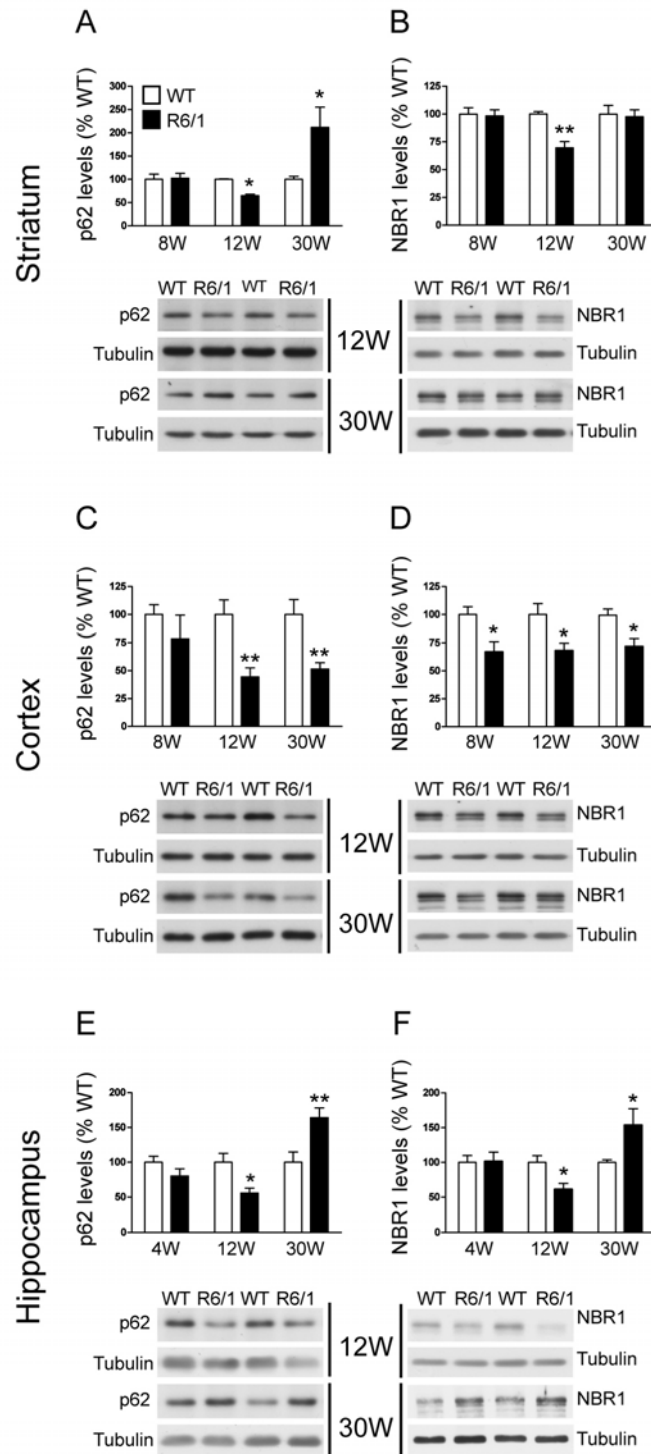 A
B
Striatum
p62 levels (% WT)
300
250
200
150
100
50
0
WT
R6/1
*
*
8W 12W 30W
NBR1 levels (% WT)
125
100
75
50
25
0
**
8W 12W 30W
WT R6/1 WT R6/1
p62
Tubulin
p62
Tubulin
12W
30W
WT R6/1 WT R6/1
NBR1
Tubulin
NBR1
Tubulin
C
D
Cortex
p62 levels (% WT)
125
100
75
50
25
0
**
**
8W 12W 30W
NBR1 levels (% WT)
125
100
75
50
25
0
*
*
*
8W 12W 30W
WT R6/1 WT R6/1
p62
Tubulin
p62
Tubulin
12W
30W
WT R6/1 WT R6/1
NBR1
Tubulin
NBR1
Tubulin
E
F
Hippocampus
p62 levels (% WT)
200
150
100
50
0
*
**
4W 12W 30W
NBR1 levels (% WT)
200
150
100
50
0
*
*
4W 12W 30W
WT R6/1 WT R6/1
p62
Tubulin
p62
Tubulin
12W
30W
WT R6/1 WT R6/1
NBR1
Tubulin
NBR1
Tubulin